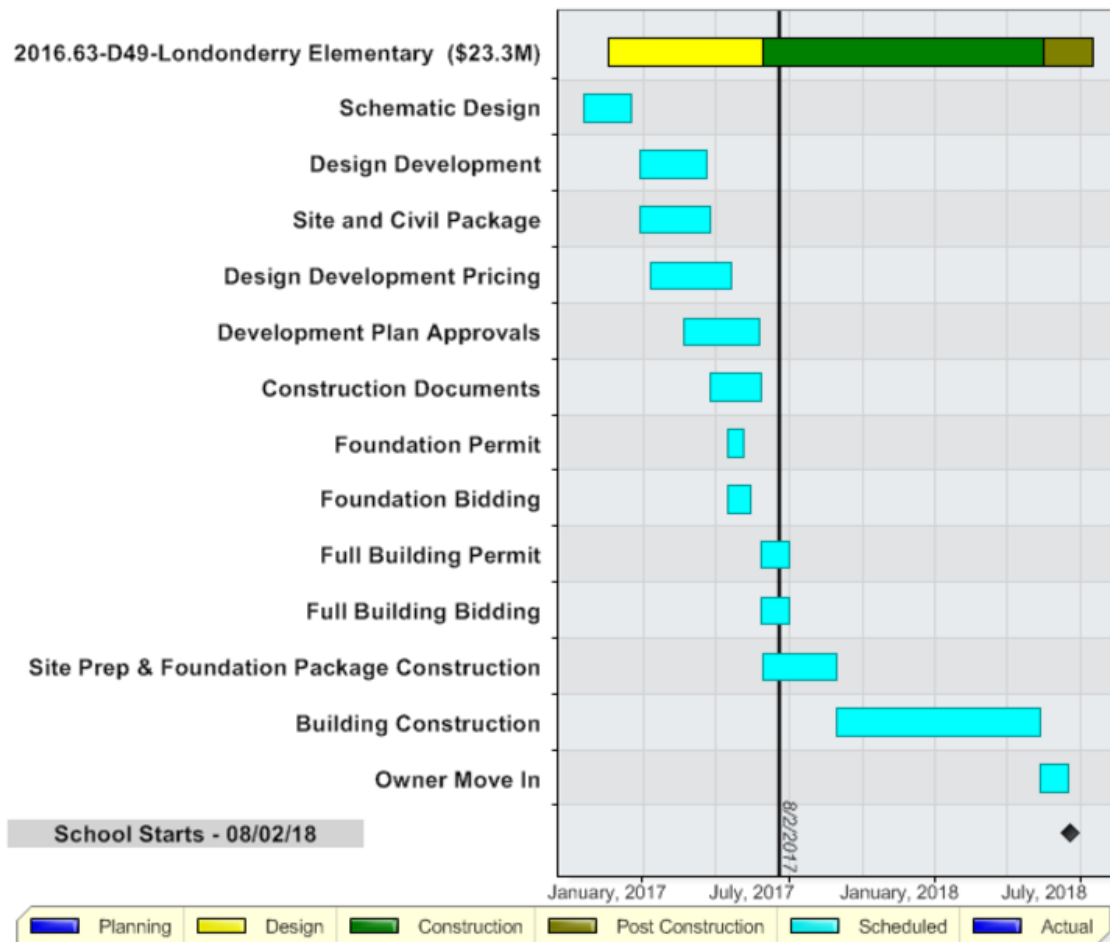 2016.63-D49-Londonderry Elementary ($23.3M)
Schematic Design
Design Development
Site and Civil Package
Design Development Pricing
Development Plan Approvals
Construction Documents
Foundation Permit
Foundation Bidding
Full Building Permit
Full Building Bidding
Site Prep & Foundation Package Construction
Building Construction
Owner Move In
School Starts - 08/02/18
8/2/2017
January, 2017 July, 2017 January, 2018 July, 2018
Planning Design Construction Post Construction Scheduled Actual